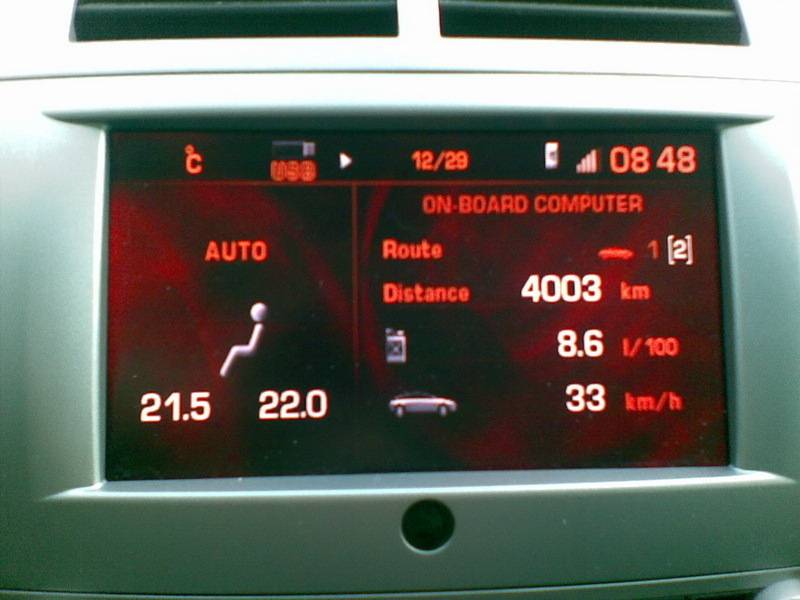 °C USB 12/29 08 48
ON-BOARD COMPUTER
AUTO
Route 1 [2]
Distance 4003 km
8.6 l/100
21.5 22.0
33 km/h